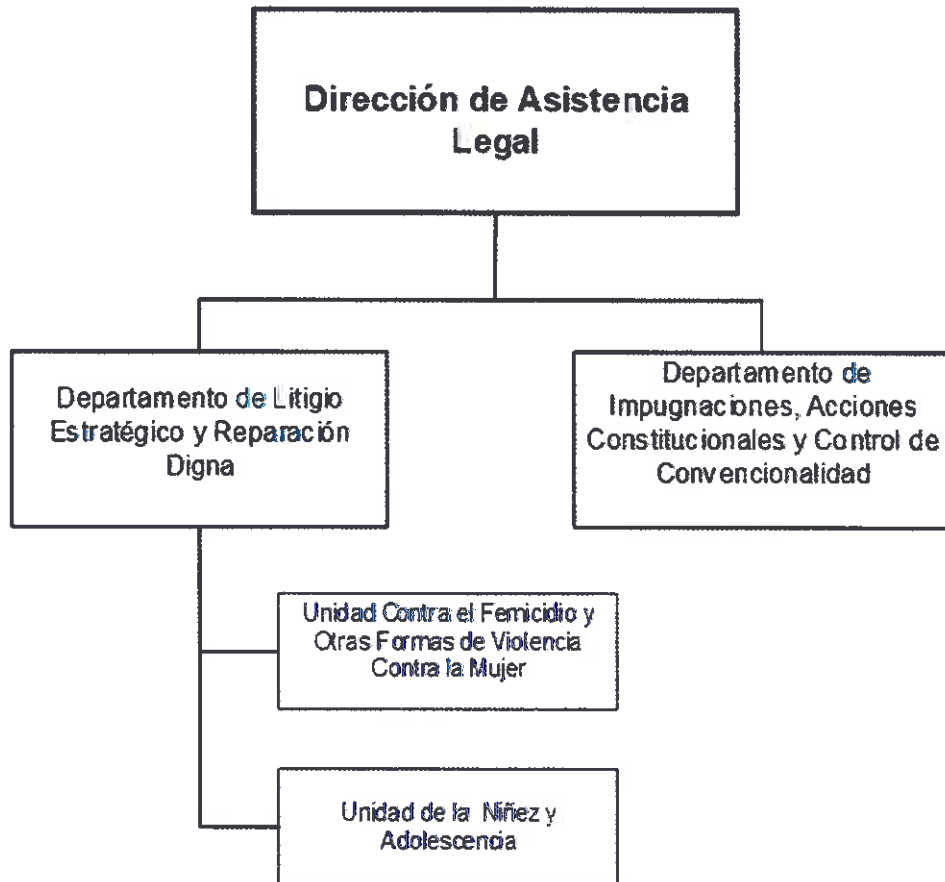 Dirección de Asistencia
Legal
Departamento de Litigio
Estratégico y Reparación
Digna
Departamento de
Impugnaciones, Acciones
Constitucionales y Control de
Convencionalidad
Unidad Contra el Femicidio y
Otras Formas de Violencia
Contra la Mujer
Unidad de la Niñez y
Adolescencia